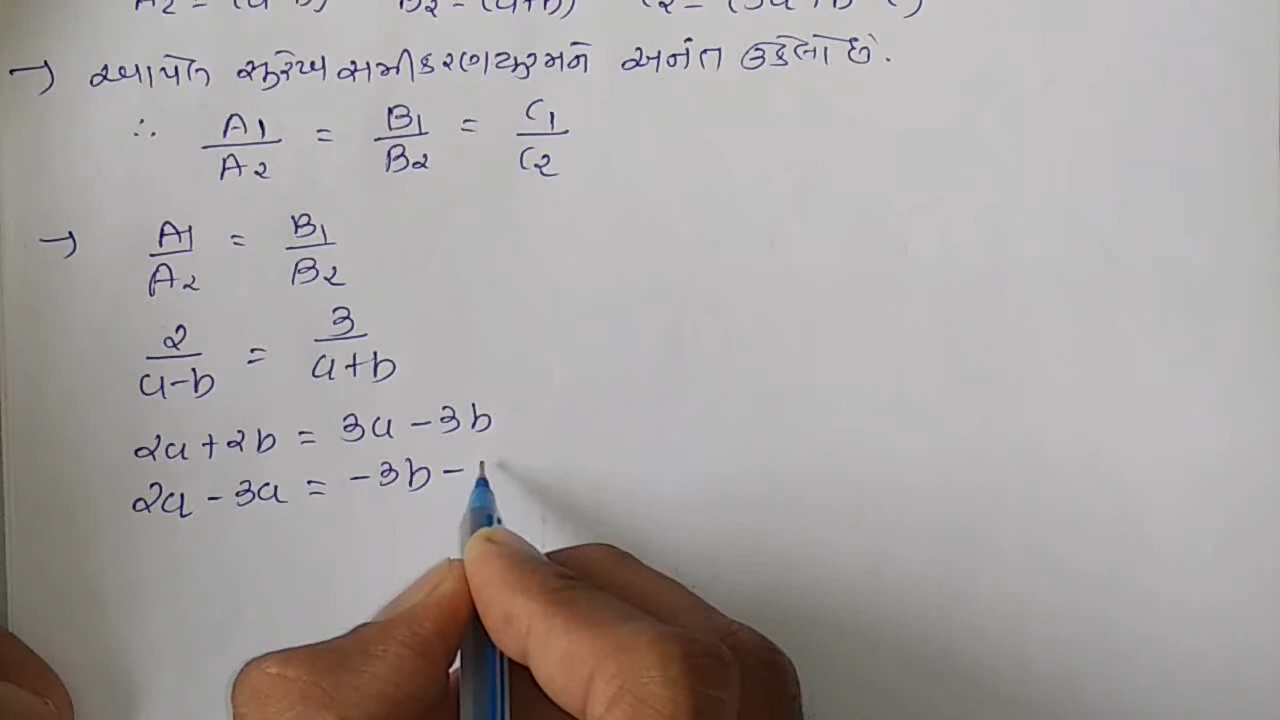 → આપેલ સુરેખ સમીકરણયુગ્મને અનંત ઉકેલો છે.
∴ A1/A2 = B1/B2 = C1/C2
→ A1/A2 = B1/B2
2/a-b = 3/a+b
2a + 2b = 3a - 3b
2a - 3a = -3b -